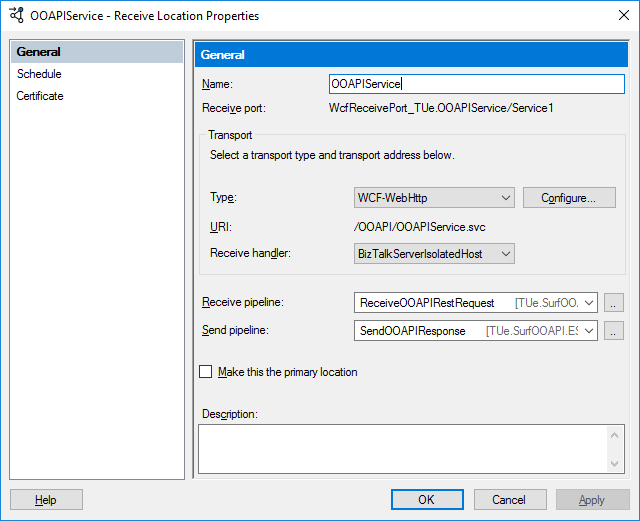 OOAPIService - Receive Location Properties
General
Schedule
Certificate
General
Name: OOAPIService
Receive port: WcfReceivePort_TUe.OOAPIService/Service1
Transport
Select a transport type and transport address below.
Type: WCF-WebHttp Configure...
URI: /OOAPI/OOAPIService.svc
Receive handler: BizTalkServerIsolatedHost
Receive pipeline: ReceiveOOAPIRestRequest [TUe.SurfOO. ..
Send pipeline: SendOOAPIResponse [TUe.SurfOOAPI.ES ..
Make this the primary location
Description:
Help OK Cancel Apply